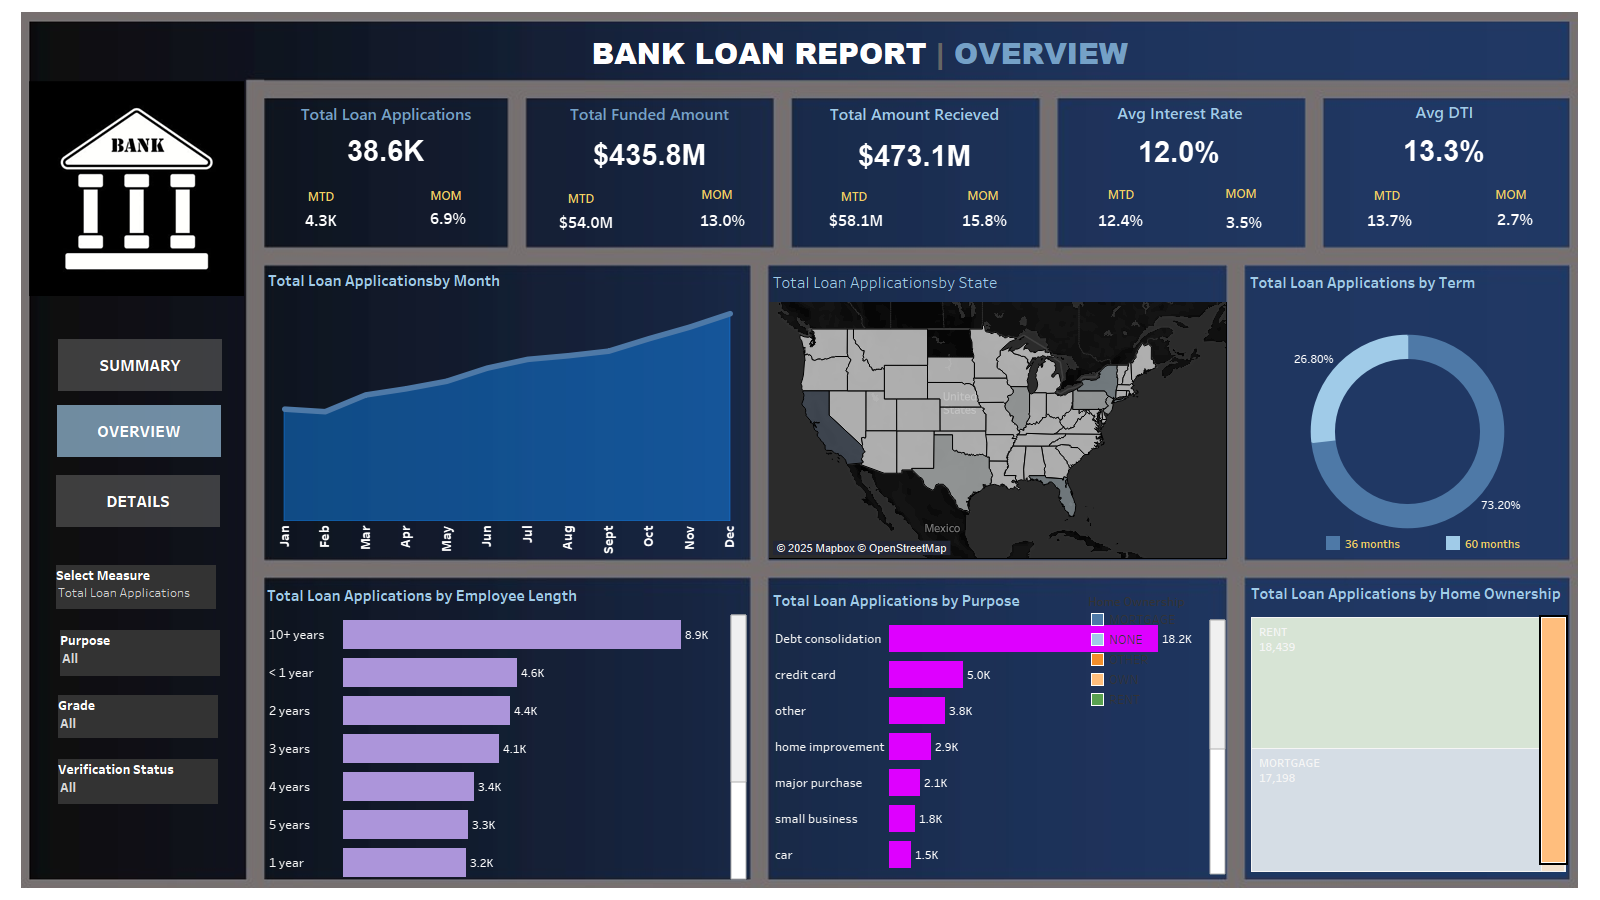 BANK LOAN REPORT | OVERVIEW
BANK
SUMMARY
OVERVIEW
DETAILS
Select Measure
Total Loan Applications
Purpose
All
Grade
All
Verification Status
All
Total Loan Applications
38.6K
MTD MOM
4.3K 6.9%
Total Funded Amount
$435.8M
MTD MOM
$54.0M 13.0%
Total Amount Recieved
$473.1M
MTD MOM
$58.1M 15.8%
Avg Interest Rate
12.0%
MTD MOM
12.4% 3.5%
Avg DTI
13.3%
MTD MOM
13.7% 2.7%
Total Loan Applicationsby Month
Jan Feb Mar Apr May Jun Jul Aug Sept Oct Nov Dec
Total Loan Applicationsby State
United
States
Mexico
© 2025 Mapbox © OpenStreetMap
Total Loan Applications by Term
26.80%
73.20%
36 months 60 months
Total Loan Applications by Employee Length
10+ years 8.9K
< 1 year 4.6K
2 years 4.4K
3 years 4.1K
4 years 3.4K
5 years 3.3K
1 year 3.2K
Total Loan Applications by Purpose
Debt consolidation 18.2K
credit card 5.0K
other 3.8K
home improvement 2.9K
major purchase 2.1K
small business 1.8K
car 1.5K
NONE
Total Loan Applications by Home Ownership
RENT
18,439
MORTGAGE
17,198